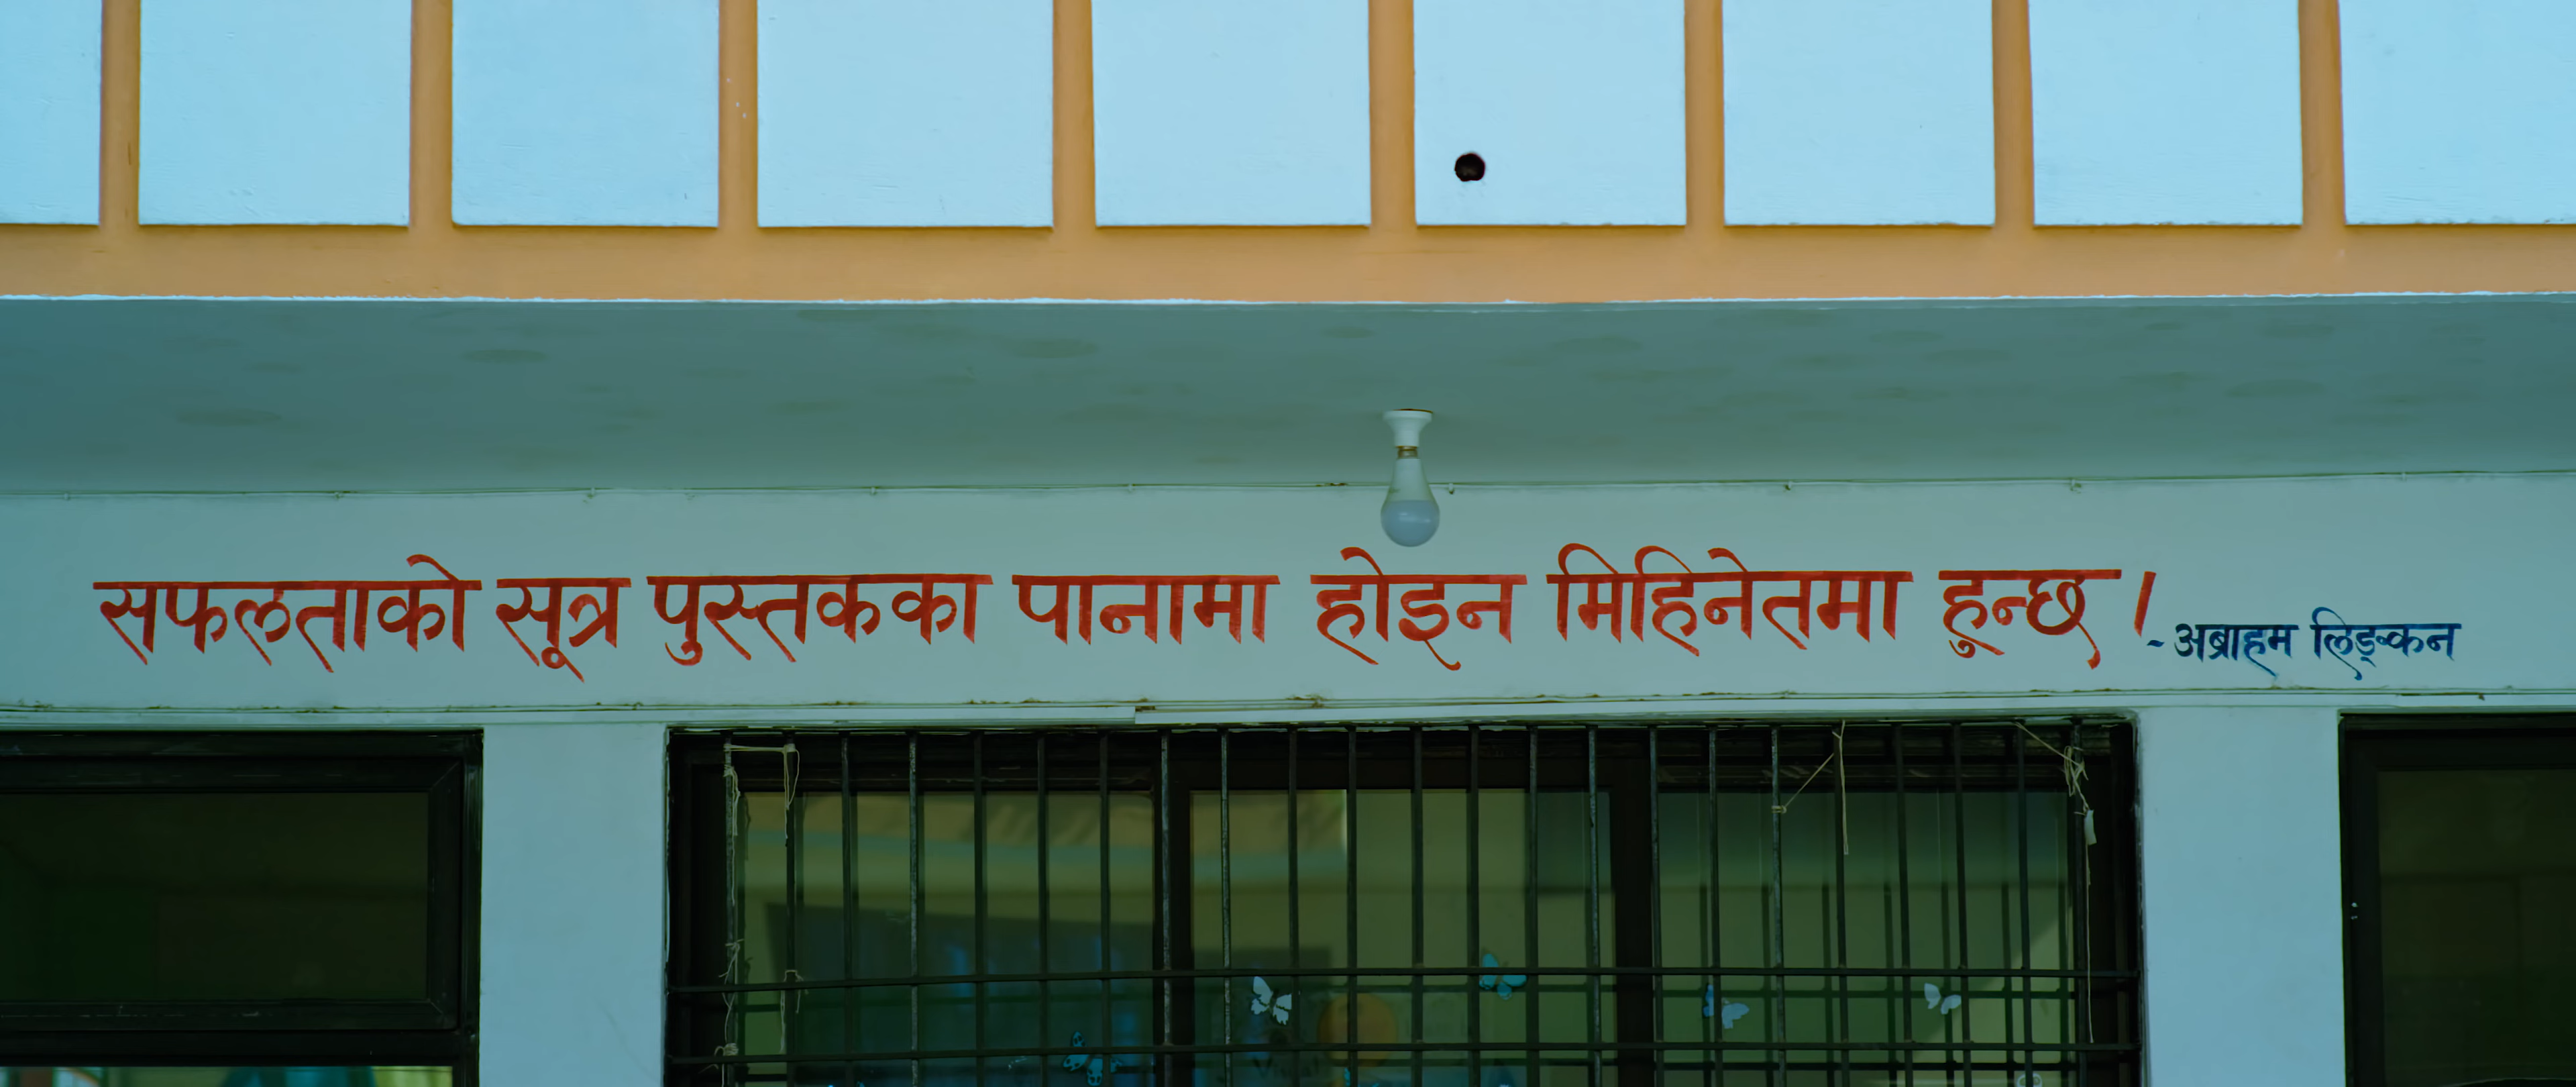 सफलताको सूत्र पुस्तकका पानामा होइन मिहिनेतमा हुन्छ ।
- अब्राहम लिङ्कन